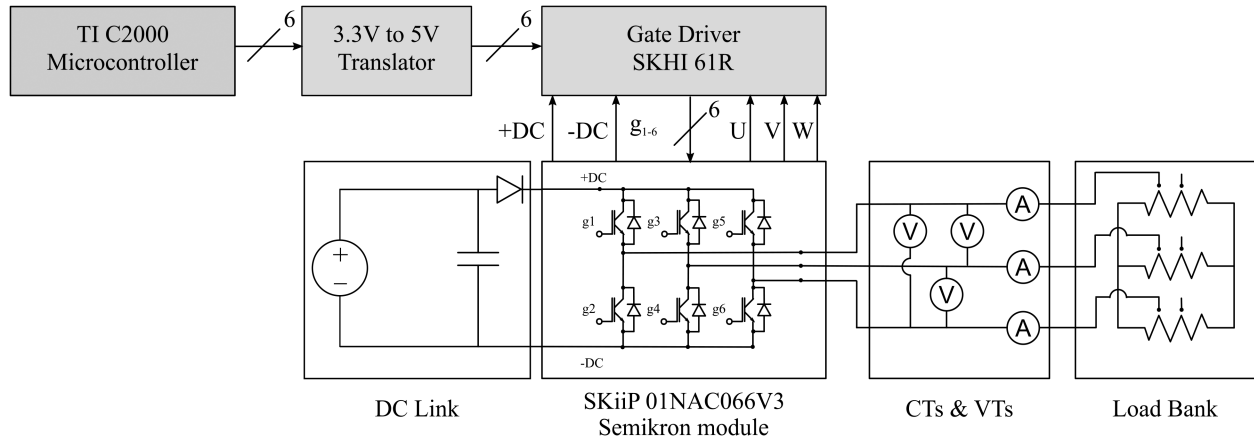 TI C2000
Microcontroller
6
3.3V to 5V
Translator
6
Gate Driver
SKHI 61R
+DC
-DC
g1-6
6
U
V
W
+DC
g1
g3
g5
g2
g4
g6
-DC
+
−
V
V
V
A
A
A
DC Link
SKiiP 01NAC066V3
Semikron module
CTs & VTs
Load Bank